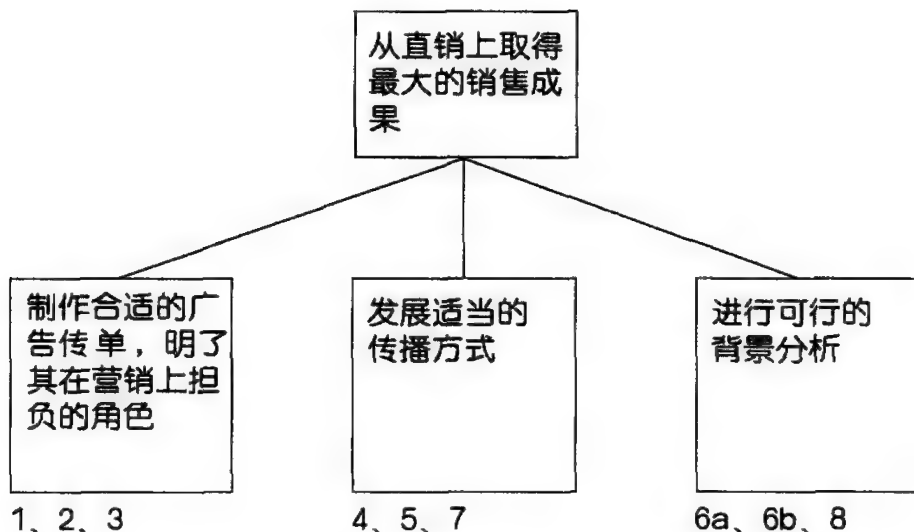 从直销上取得
最大的销售成
果
制作合适的广
告传单，明了
其在营销上担
负的角色
发展适当的
传播方式
进行可行的
背景分析
1、2、3
4、5、7
6a、6b、8